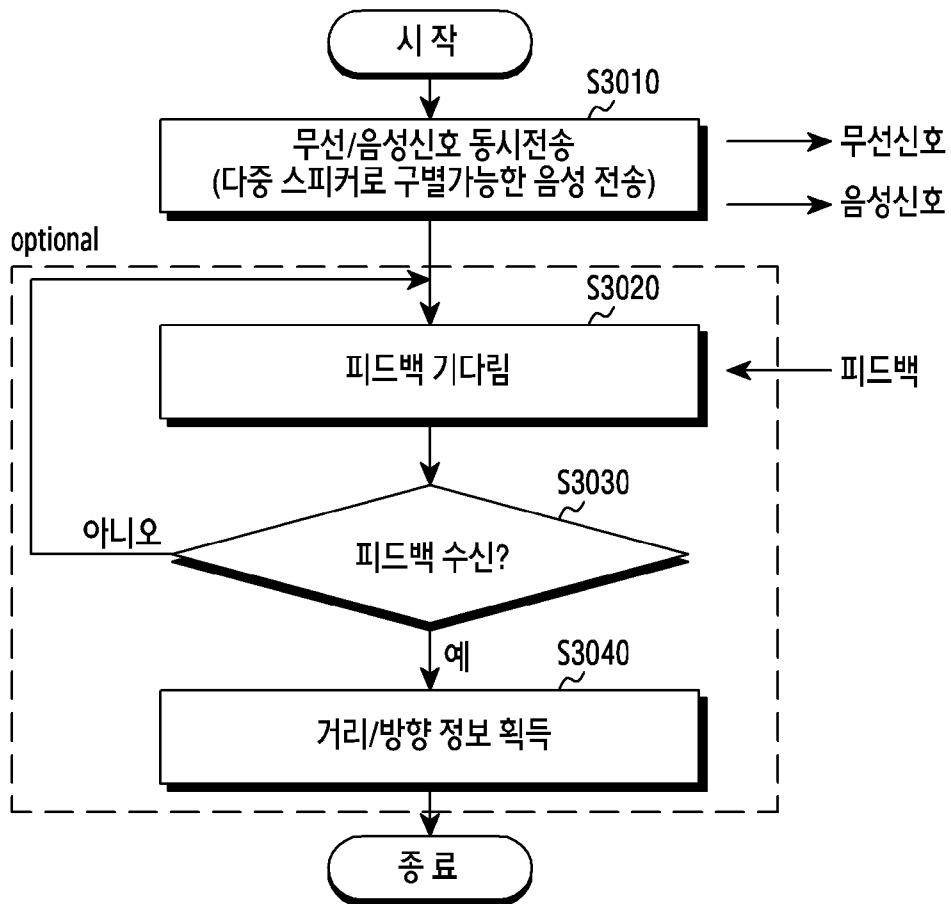 시 작
S3010
무선/음성신호 동시전송
(다중 스피커로 구별가능한 음성 전송)
무선신호
음성신호
optional
S3020
피드백 기다림
피드백
S3030
피드백 수신?
아니오
예
S3040
거리/방향 정보 획득
종 료